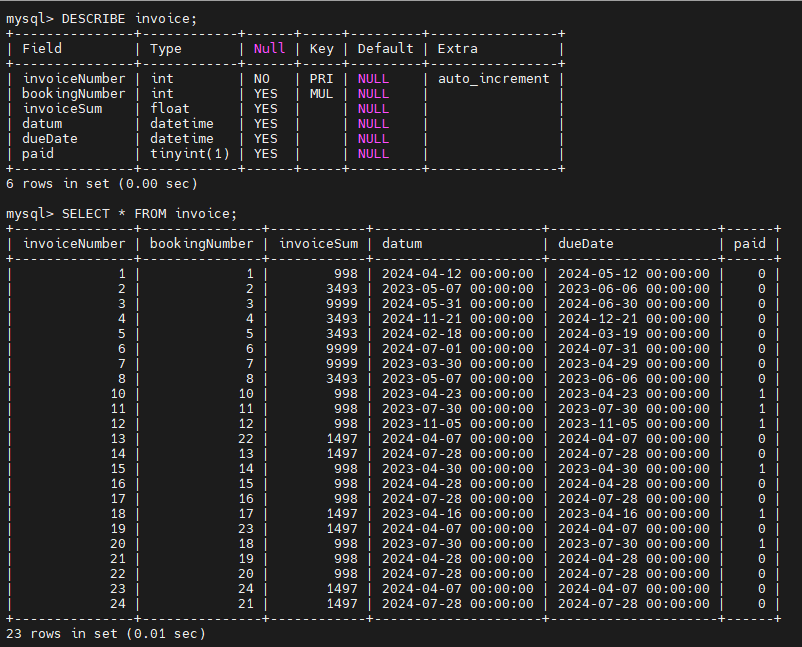 mysql> DESCRIBE invoice;
+---------------+------------+------+-----+---------+----------------+
| Field         | Type       | Null | Key | Default | Extra          |
+---------------+------------+------+-----+---------+----------------+
| invoiceNumber | int        | NO   | PRI | NULL    | auto_increment |
| bookingNumber | int        | YES  | MUL | NULL    |                |
| invoiceSum    | float      | YES  |     | NULL    |                |
| datum         | datetime   | YES  |     | NULL    |                |
| dueDate       | datetime   | YES  |     | NULL    |                |
| paid          | tinyint(1) | YES  |     | NULL    |                |
+---------------+------------+------+-----+---------+----------------+
6 rows in set (0.00 sec)

mysql> SELECT * FROM invoice;
+---------------+---------------+------------+---------------------+---------------------+------+
| invoiceNumber | bookingNumber | invoiceSum | datum               | dueDate             | paid |
+---------------+---------------+------------+---------------------+---------------------+------+
|             1 |             1 |        998 | 2024-04-12 00:00:00 | 2024-05-12 00:00:00 |    0 |
|             2 |             2 |       3493 | 2023-05-07 00:00:00 | 2023-06-06 00:00:00 |    0 |
|             3 |             3 |       9999 | 2024-05-31 00:00:00 | 2024-06-30 00:00:00 |    0 |
|             4 |             4 |       3493 | 2024-11-21 00:00:00 | 2024-12-21 00:00:00 |    0 |
|             5 |             5 |       3493 | 2024-02-18 00:00:00 | 2024-03-19 00:00:00 |    0 |
|             6 |             6 |       9999 | 2024-07-01 00:00:00 | 2024-07-31 00:00:00 |    0 |
|             7 |             7 |       9999 | 2023-03-30 00:00:00 | 2023-04-29 00:00:00 |    0 |
|             8 |             8 |       3493 | 2023-05-07 00:00:00 | 2023-06-06 00:00:00 |    0 |
|            10 |            10 |        998 | 2023-04-23 00:00:00 | 2023-04-23 00:00:00 |    1 |
|            11 |            11 |        998 | 2023-07-30 00:00:00 | 2023-07-30 00:00:00 |    1 |
|            12 |            12 |        998 | 2023-11-05 00:00:00 | 2023-11-05 00:00:00 |    1 |
|            13 |            22 |       1497 | 2024-04-07 00:00:00 | 2024-04-07 00:00:00 |    0 |
|            14 |            13 |       1497 | 2024-07-28 00:00:00 | 2024-07-28 00:00:00 |    0 |
|            15 |            14 |        998 | 2023-04-30 00:00:00 | 2023-04-30 00:00:00 |    1 |
|            16 |            15 |        998 | 2024-04-28 00:00:00 | 2024-04-28 00:00:00 |    0 |
|            17 |            16 |        998 | 2024-07-28 00:00:00 | 2024-07-28 00:00:00 |    0 |
|            18 |            17 |       1497 | 2023-04-16 00:00:00 | 2023-04-16 00:00:00 |    1 |
|            19 |            23 |       1497 | 2024-04-07 00:00:00 | 2024-04-07 00:00:00 |    0 |
|            20 |            18 |        998 | 2023-07-30 00:00:00 | 2023-07-30 00:00:00 |    1 |
|            21 |            19 |        998 | 2024-04-28 00:00:00 | 2024-04-28 00:00:00 |    0 |
|            22 |            20 |        998 | 2024-07-28 00:00:00 | 2023-07-28 00:00:00 |    0 |
|            23 |            24 |       1497 | 2024-04-07 00:00:00 | 2024-04-07 00:00:00 |    0 |
|            24 |            21 |       1497 | 2024-07-28 00:00:00 | 2024-07-28 00:00:00 |    0 |
+---------------+---------------+------------+---------------------+---------------------+------+
23 rows in set (0.01 sec)